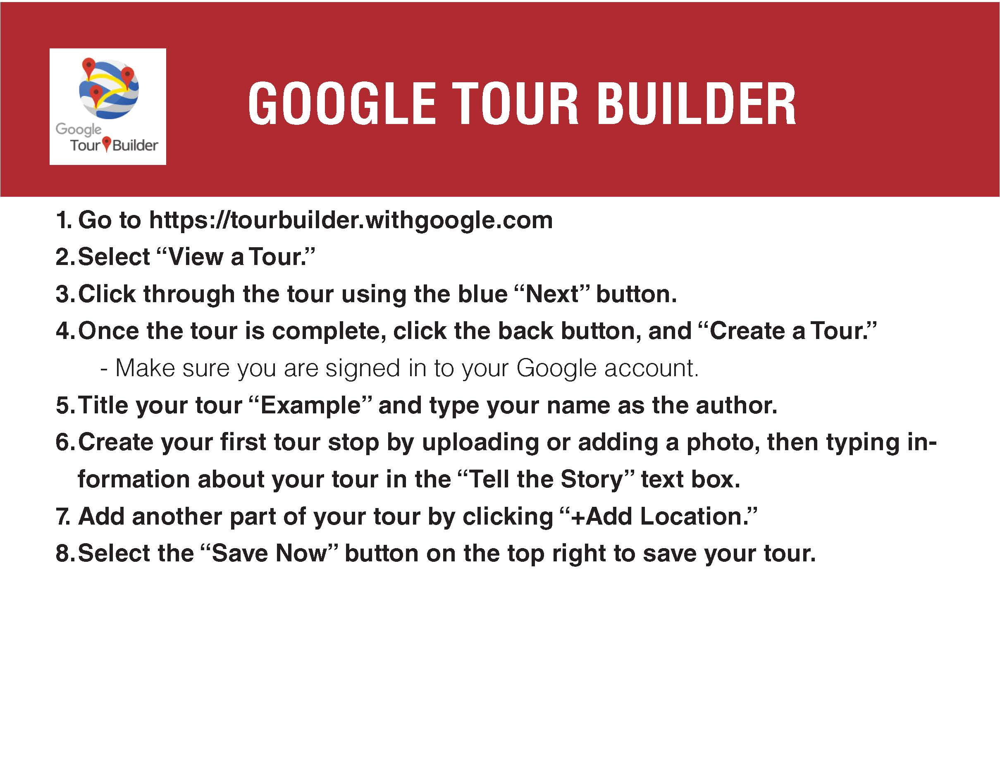 Google
Tour Builder
GOOGLE TOUR BUILDER
1. Go to https://tourbuilder.withgoogle.com
2. Select “View a Tour.”
3. Click through the tour using the blue “Next” button.
4. Once the tour is complete, click the back button, and “Create a Tour.”
- Make sure you are signed in to your Google account.
5. Title your tour “Example” and type your name as the author.
6. Create your first tour stop by uploading or adding a photo, then typing in-
formation about your tour in the “Tell the Story” text box.
7. Add another part of your tour by clicking “+Add Location.”
8. Select the “Save Now” button on the top right to save your tour.